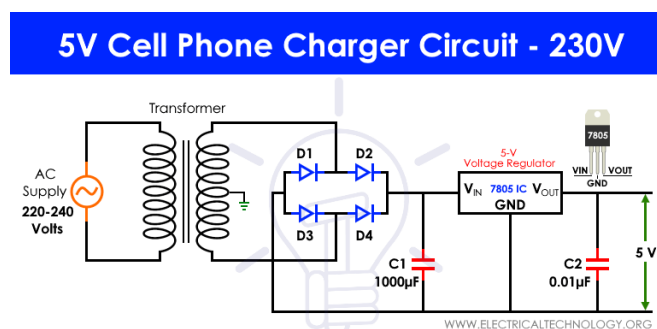 5V Cell Phone Charger Circuit - 230V
Transformer
AC
Supply
220-240
Volts
D1
D2
D3
D4
5-V
Voltage Regulator
VIN
7805 IC
VOUT
GND
7805
VIN
VOUT
GND
C1
1000µF
C2
0.01µF
5 V
WWW.ELECTRICALTECHNOLOGY.ORG